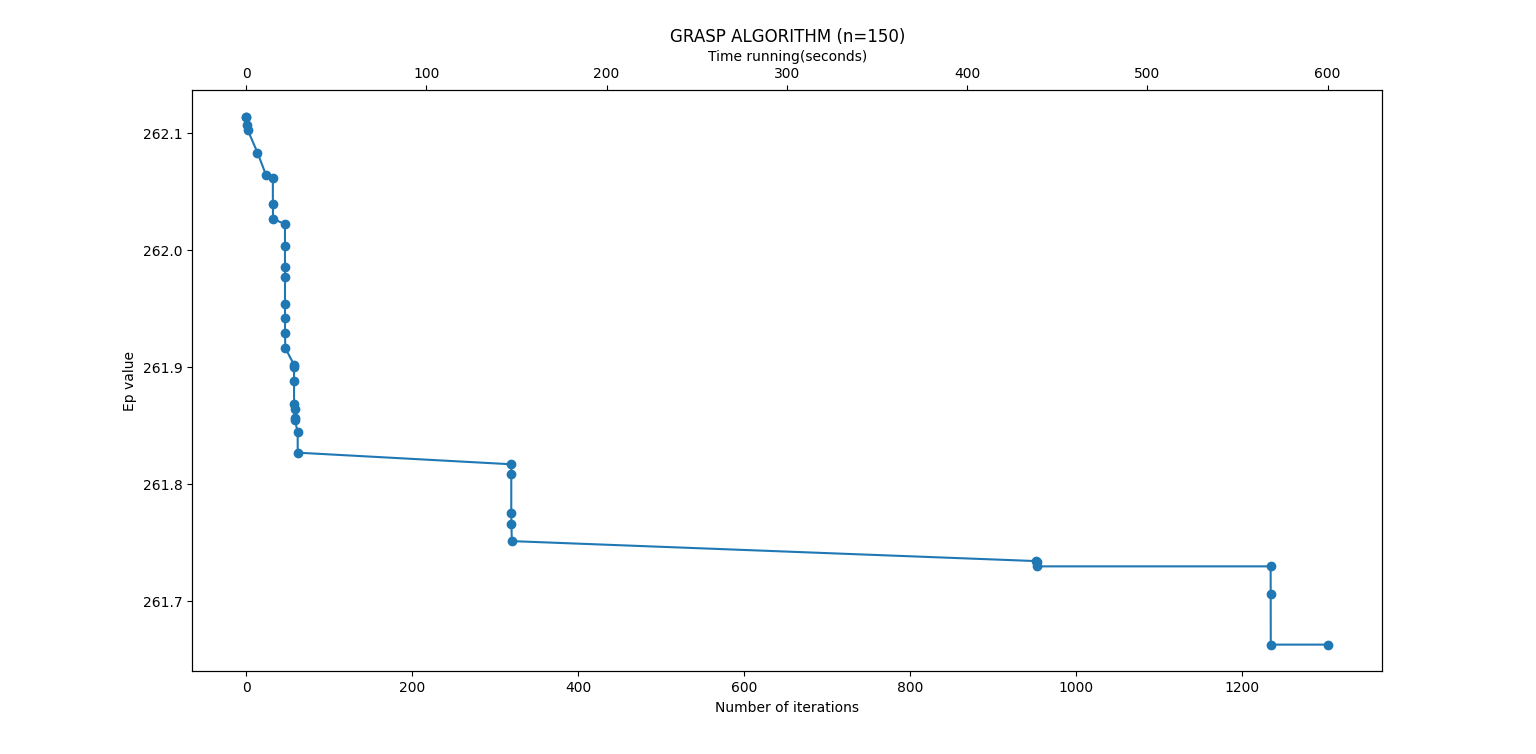 GRASP ALGORITHM (n=150)
Time running(seconds)
0 100 200 300 400 500 600
262.1
262.0
261.9
261.8
261.7
Ep value
0 200 400 600 800 1000 1200
Number of iterations